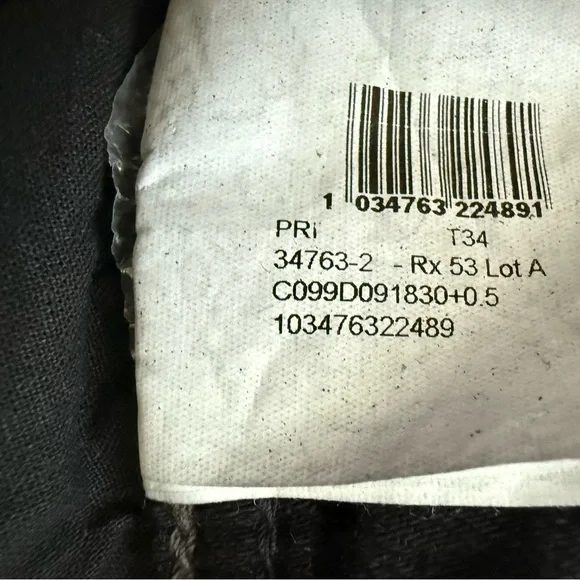 1 034763 224891
PRI T34
34763-2 - Rx 53 Lot A
C099D091830+0.5
103476322489